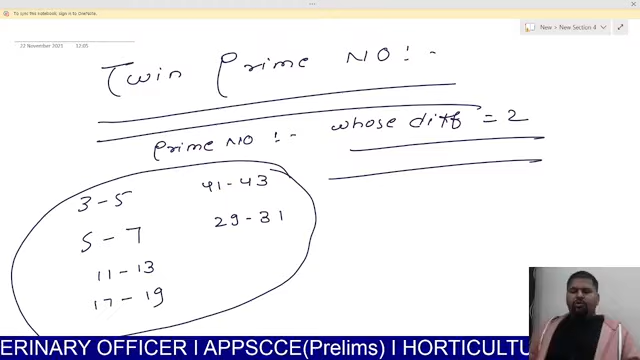 To sync this notebook, sign in to OneNote.
New > New Section 4
22 November 2021 12:05
Twin Prime NO :-
Prime NO :- whose diff = 2
3 - 5
41 - 43
5 - 7
29 - 31
11 - 13
17 - 19
ERINARY OFFICER I APPSCCE(Prelims) I HORTICULTU